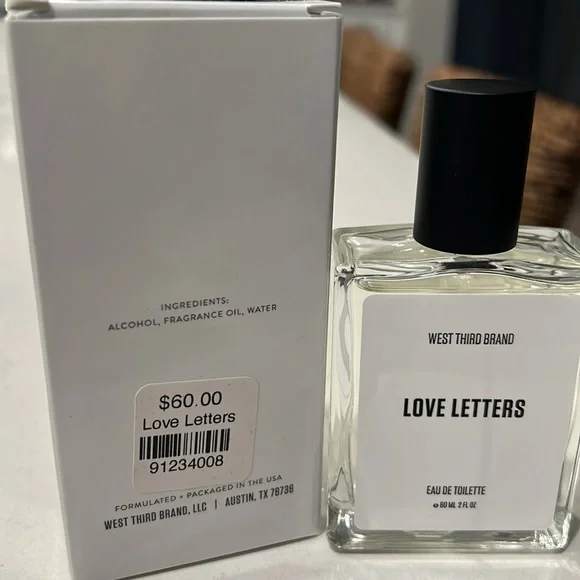 INGREDIENTS:
ALCOHOL, FRAGRANCE OIL, WATER
$60.00
Love Letters
91234008
FORMULATED + PACKAGED IN THE USA
WEST THIRD BRAND, LLC | AUSTIN, TX 78738
WEST THIRD BRAND
LOVE LETTERS
EAU DE TOILETTE
e 60 ML 2 FL OZ